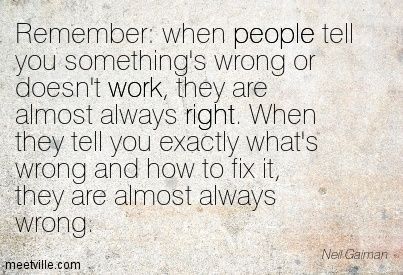 Remember: when people tell
you something's wrong or
doesn't work, they are
almost always right. When
they tell you exactly what's
wrong and how to fix it,
they are almost always
wrong.
Neil Gaiman
meetville.com